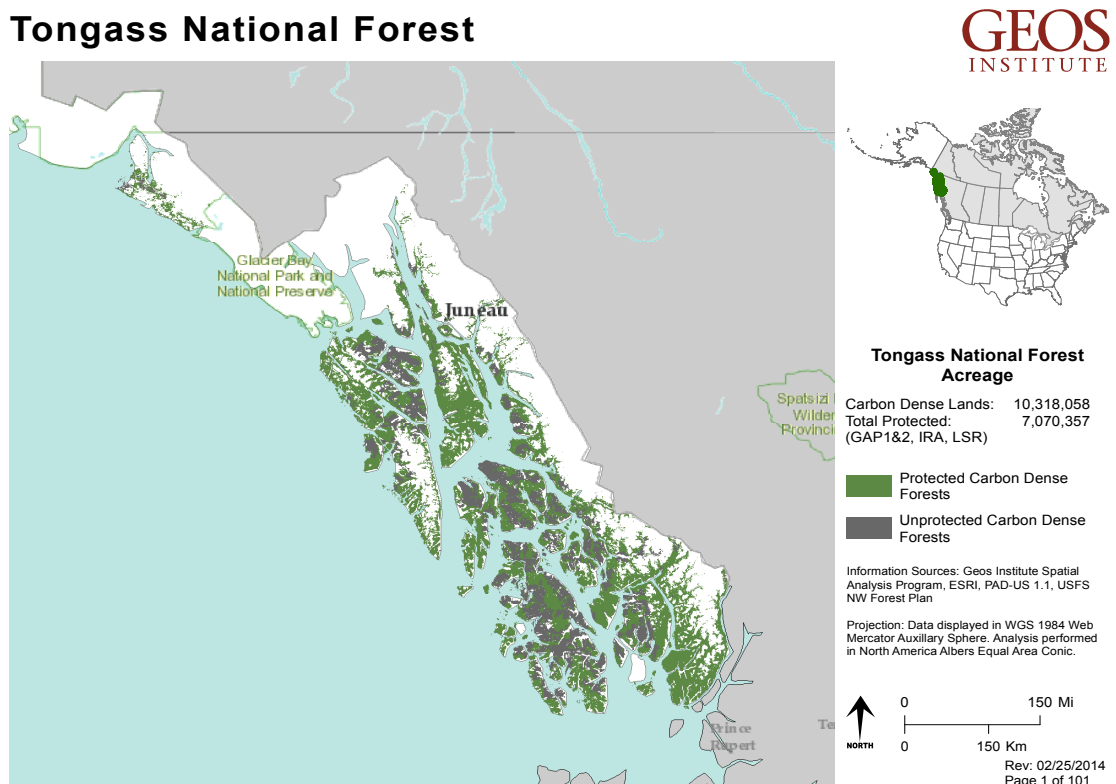 Tongass National Forest
GEOS
INSTITUTE
Glacier Bay
National Park and
National Preserve
Juneau
Spatsizi
Wilder
Provinci
Prince
Rupert
Tongass National Forest
Acreage
Carbon Dense Lands: 10,318,058
Total Protected: 7,070,357
(GAP1&2, IRA, LSR)
Protected Carbon Dense
Forests
Unprotected Carbon Dense
Forests
Information Sources: Geos Institute Spatial
Analysis Program, ESRI, PAD-US 1.1, USFS
NW Forest Plan
Projection: Data displayed in WGS 1984 Web
Mercator Auxillary Sphere. Analysis performed
in North America Albers Equal Area Conic.
NORTH
0 150 Mi
0 150 Km
Rev: 02/25/2014
Page 1 of 101